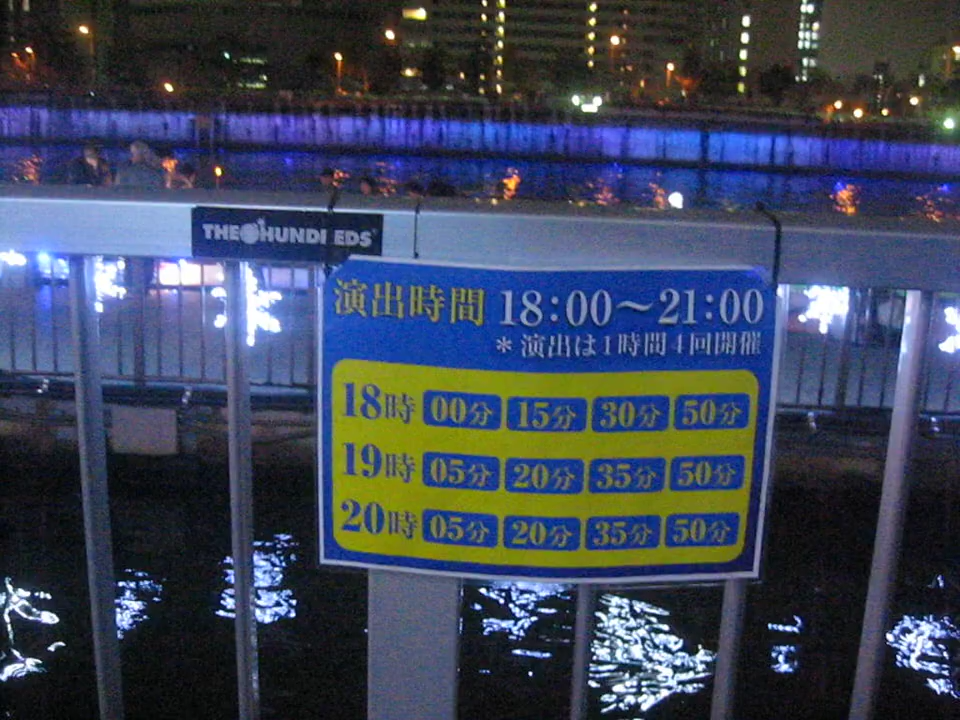 THE HUNDREDS
演出時間 18:00〜21:00
＊演出は1時間4回開催
18時 00分 15分 30分 50分
19時 05分 20分 35分 50分
20時 05分 20分 35分 50分